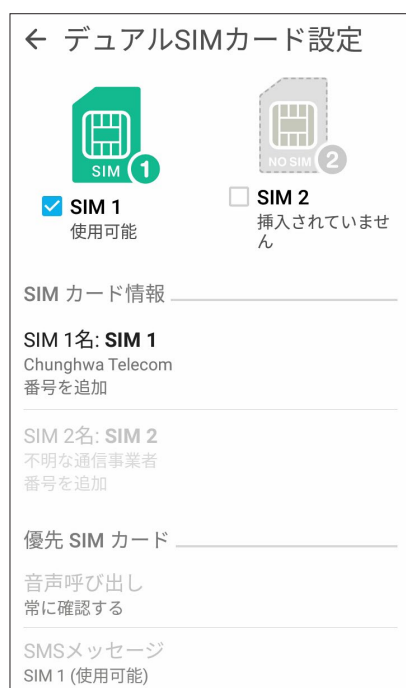 ← デュアルSIMカード設定
SIM 1
NO SIM 2
SIM 1
使用可能
SIM 2
挿入されていませ
ん
SIM カード情報
SIM 1名: SIM 1
Chunghwa Telecom
番号を追加
SIM 2名: SIM 2
不明な通信事業者
番号を追加
優先 SIM カード
音声呼び出し
常に確認する
SMSメッセージ
SIM 1 (使用可能)